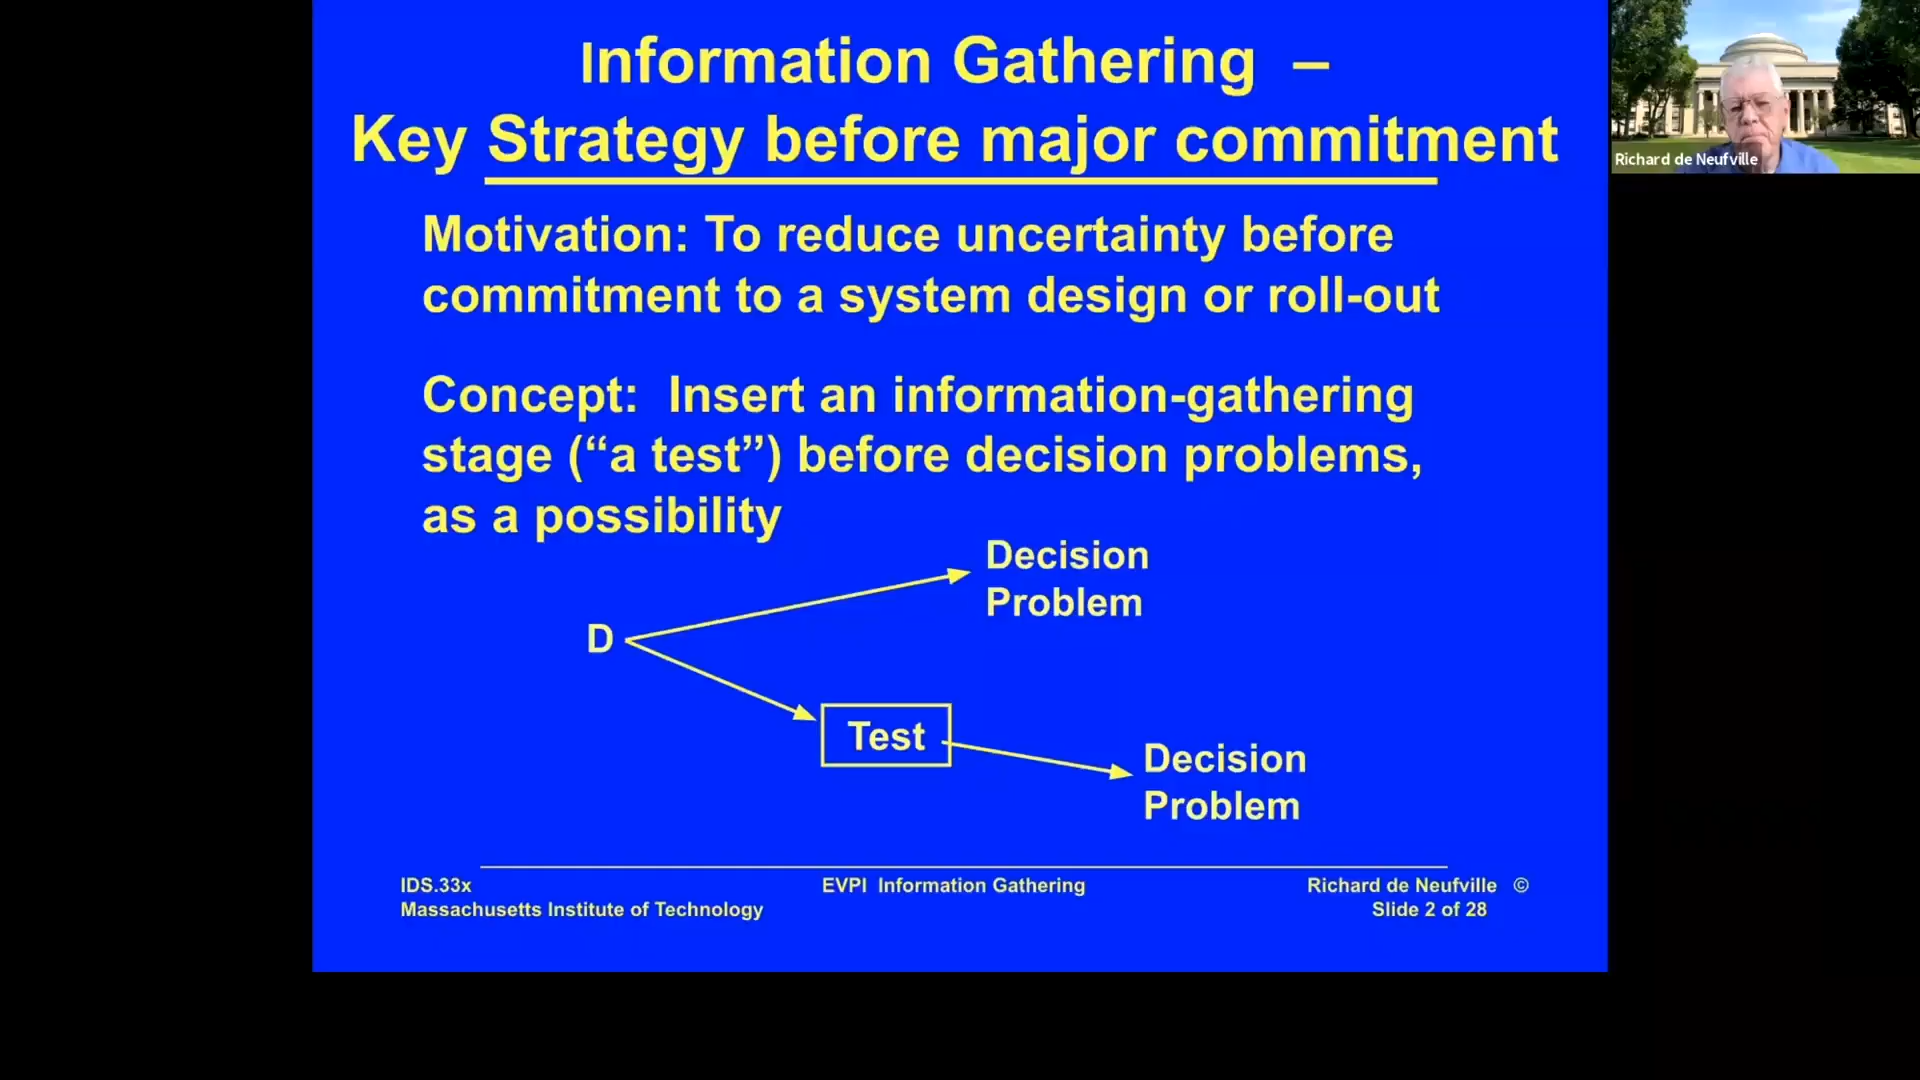 Information Gathering –
Key Strategy before major commitment
Richard de Neufville
Motivation: To reduce uncertainty before
commitment to a system design or roll-out
Concept: Insert an information-gathering
stage (“a test”) before decision problems,
as a possibility
Decision
Problem
D
Test
Decision
Problem
IDS.33x
Massachusetts Institute of Technology
EVPI Information Gathering
Richard de Neufville ©
Slide 2 of 28